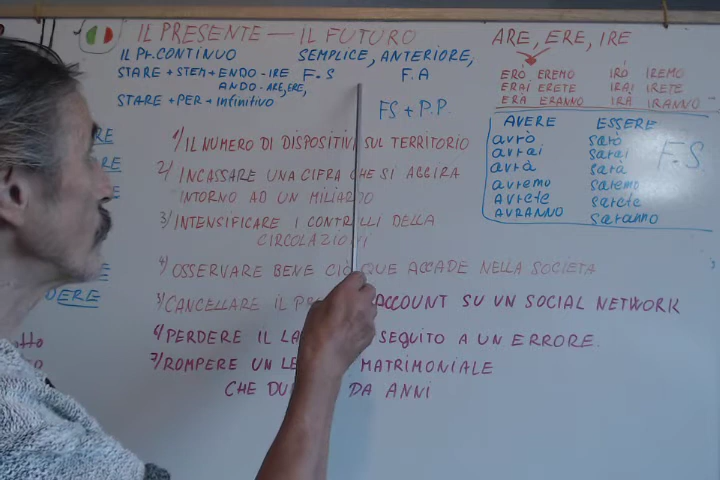 IL PRESENTE — IL FUTURO
IL Pr. CONTINUO SEMPLICE, ANTERIORE,
STARE + STEM + ENDO - IRE F.S F.A
ANDO - ARE, ERE,
STARE + PER + Infinitivo
FS + P.P.
ARE, ERE, IRE
ERÒ EREMO IRÒ IREMO
ERAI ERETE IRAI IRETE
ERA ERANNO IRA IRANNO
AVERE ESSERE
avrò sarò
avrai sarai
avrà sarà
avremo saremo
Avrete sarete
AVRANNO saranno
F.S.
1/ IL NUMERO DI DISPOSITIVI SUL TERRITORIO
2/ INCASSARE UNA CIFRA CHE SI AGGIRA
INTORNO AD UN MILIARDO
3/ INTENSIFICARE I CONTROLLI DELLA
CIRCOLAZIONI
4/ OSSERVARE BENE CIÒ QUE ACCADE NELLA SOCIETA
5/ CANCELLARE IL ACCOUNT SU UN SOCIAL NETWORK
6/ PERDERE IL SEGUITO A UN ERRORE.
7/ ROMPERE UN MATRIMONIALE
CHE DA ANNI